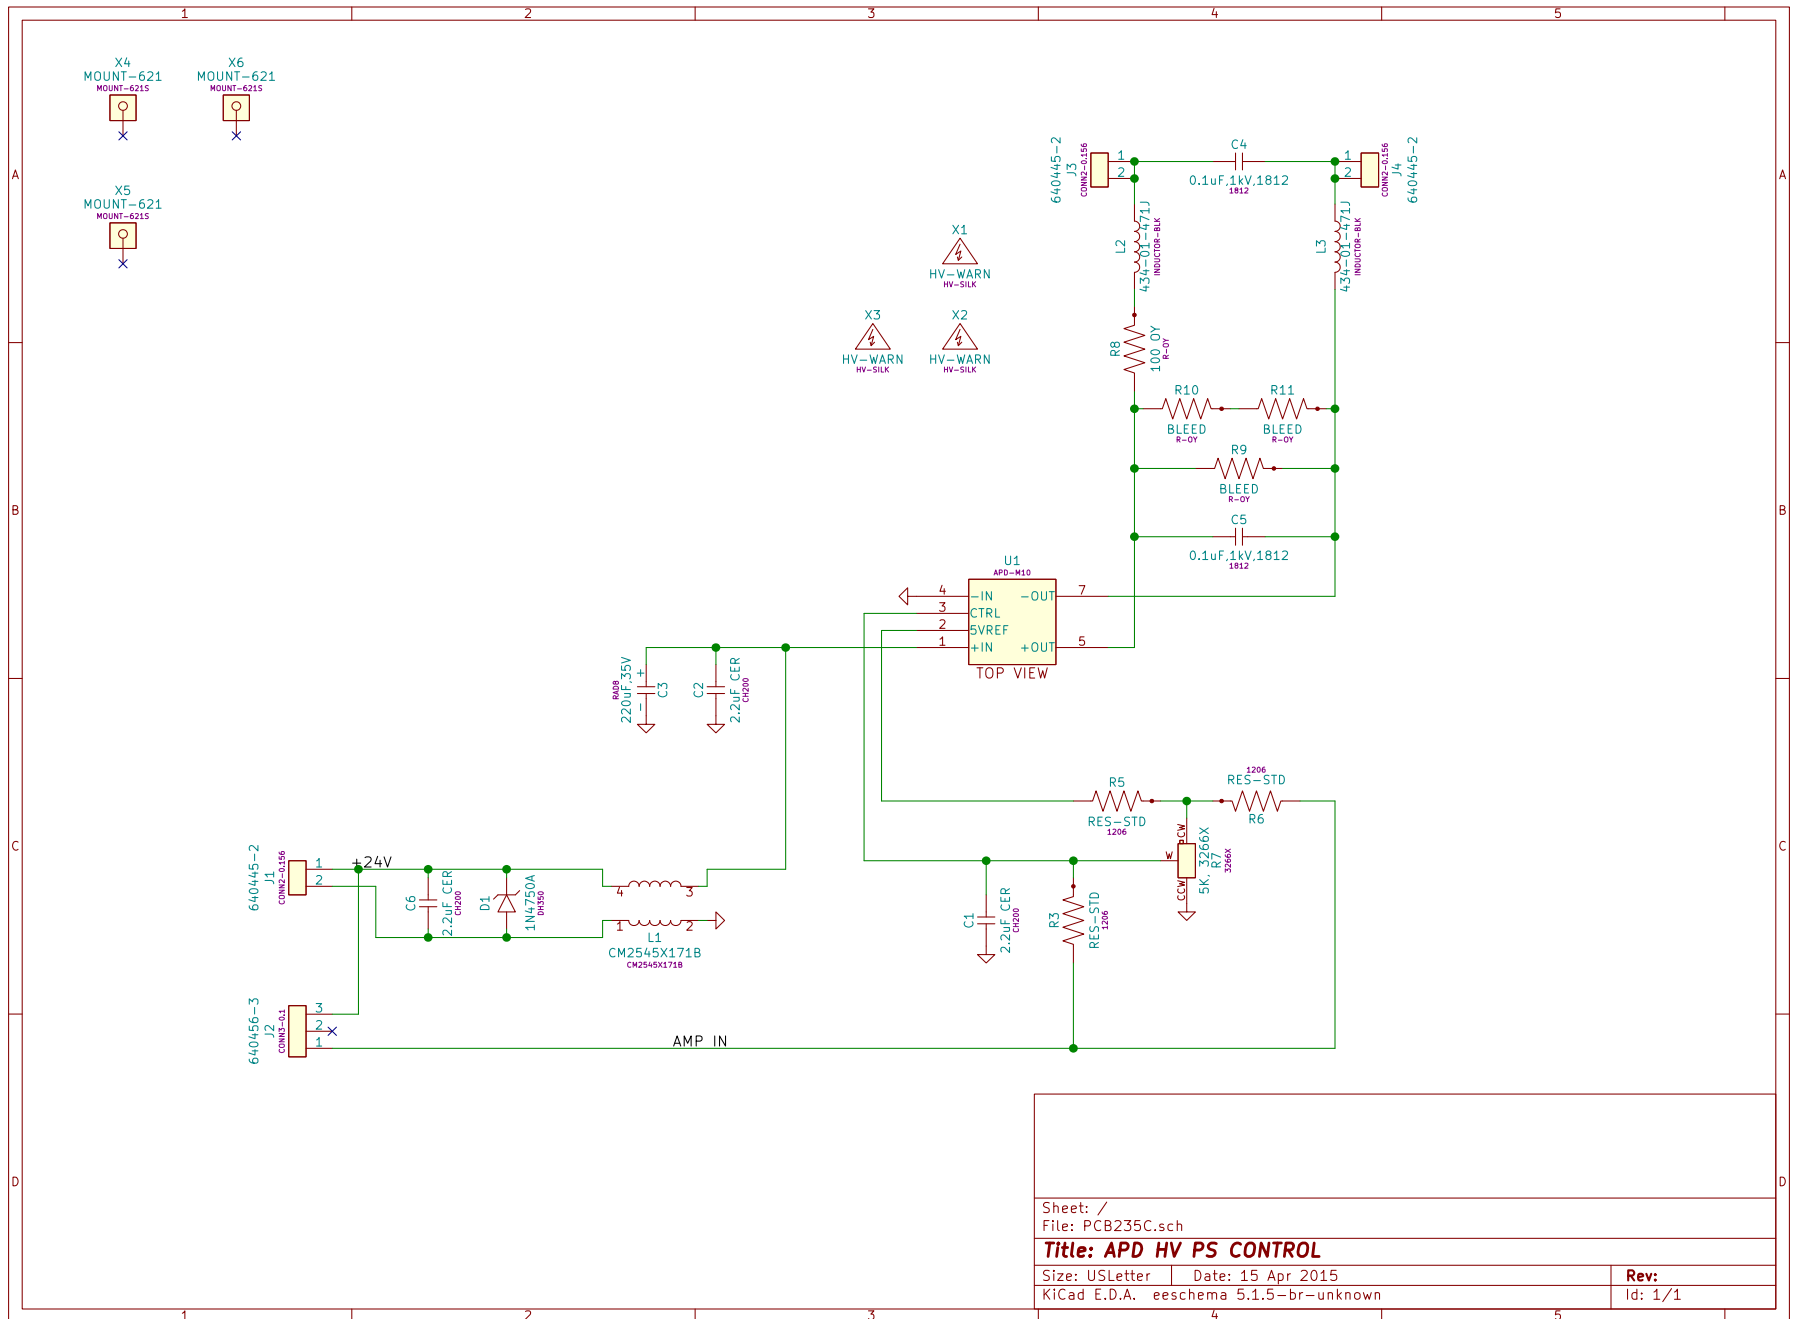 1 2 3 4 5
A
B
C
D
A
B
C
D
X4
MOUNT-621
MOUNT-621S
X6
MOUNT-621
MOUNT-621S
X5
MOUNT-621
MOUNT-621S
X1
HV-WARN
HV-SILK
X3
HV-WARN
HV-SILK
X2
HV-WARN
HV-SILK
640445-2
J3
CONN2-0.156
1
2
C4
0.1uF,1kV,1812
1812
1
2
CONN2-0.156
J4
640445-2
L2
434-01-471J
INDUCTOR-BLK
L3
434-01-471J
INDUCTOR-BLK
R8
100 OY
R-OY
R10
BLEED
R-OY
R11
BLEED
R-OY
R9
BLEED
R-OY
C5
0.1uF,1kV,1812
1812
U1
APD-M10
4 -IN -OUT 7
3 CTRL
2 5VREF
1 +IN +OUT 5
TOP VIEW
RAD8
220uF,35V
+
-
C3
C2
2.2uF CER
CH200
R5
RES-STD
1206
1206
RES-STD
R6
CW
W
CCW
5K, 3266X
R7
3266X
C1
2.2uF CER
CH200
R3
RES-STD
1206
640445-2
J1
CONN2-0.156
1
2
+24V
C6
2.2uF CER
CH200
D1
1N4750A
DH350
4 3
1 2
L1
CM2545X171B
CM2545X171B
640456-3
J2
CONN3-0.1
3
2
1
AMP IN
Sheet: /
File: PCB235C.sch
Title: APD HV PS CONTROL
Size: USLetter Date: 15 Apr 2015 Rev:
KiCad E.D.A. eeschema 5.1.5-br-unknown Id: 1/1
1 2 3 4 5